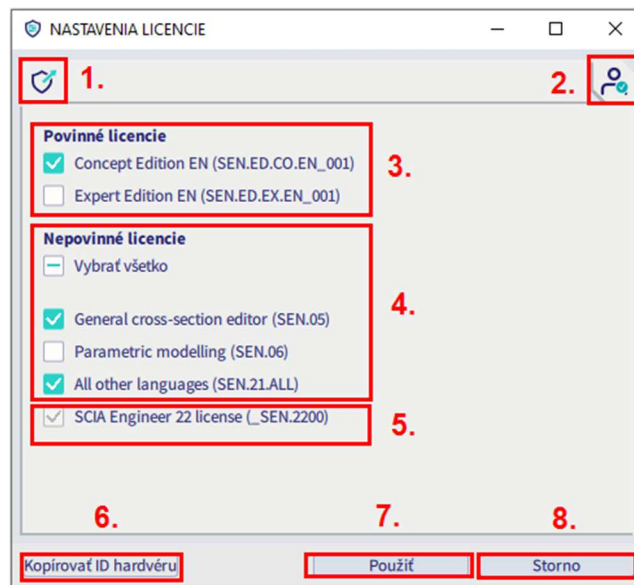 NASTAVENIA LICENCIE
1.
2.
Povinné licencie
Concept Edition EN (SEN.ED.CO.EN_001)
Expert Edition EN (SEN.ED.EX.EN_001)
3.
Nepovinné licencie
Vybrať všetko
General cross-section editor (SEN.05)
Parametric modelling (SEN.06)
All other languages (SEN.21.ALL)
4.
SCIA Engineer 22 license (_SEN.2200)
5.
6.
7.
8.
Kopírovať ID hardvéru
Použiť
Storno